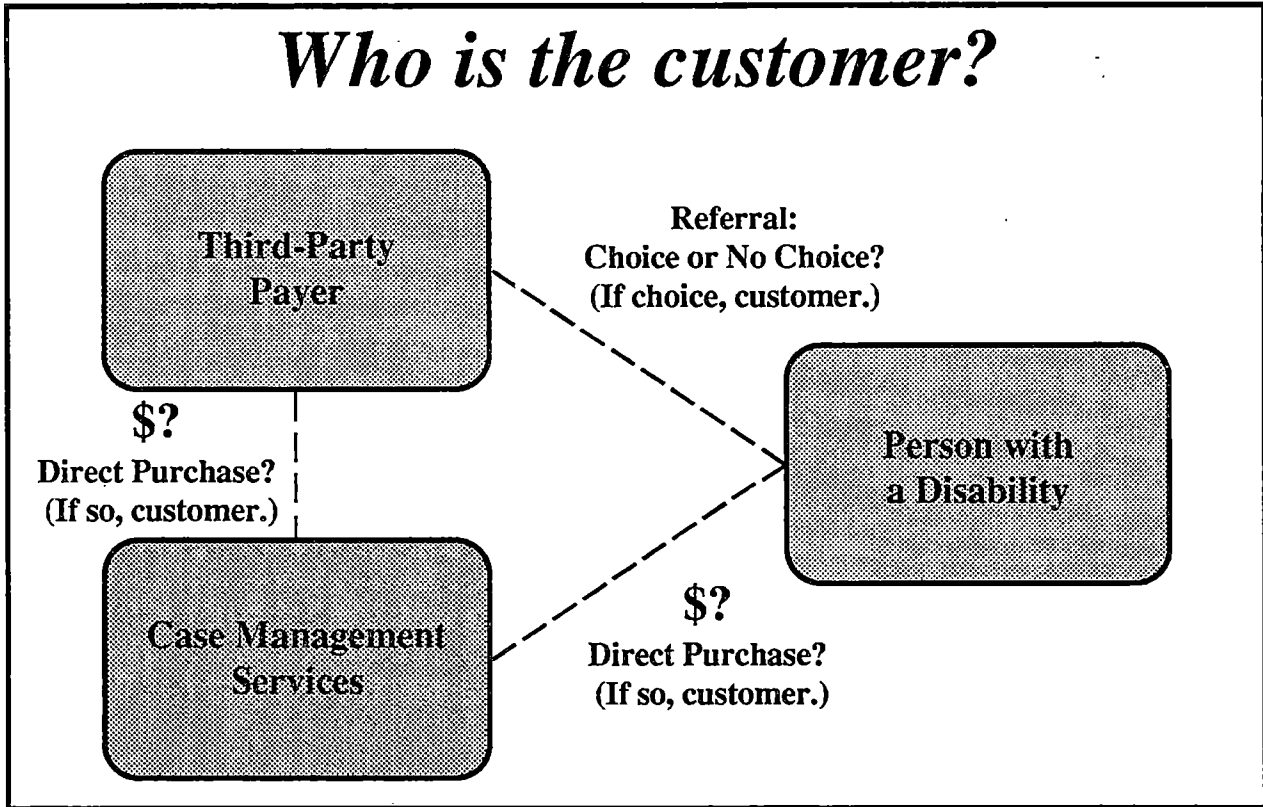 Who is the customer?
Third-Party
Payer
Referral:
Choice or No Choice?
(If choice, customer.)
$?
Direct Purchase?
(If so, customer.)
Person with
a Disability
Case Management
Services
$?
Direct Purchase?
(If so, customer.)